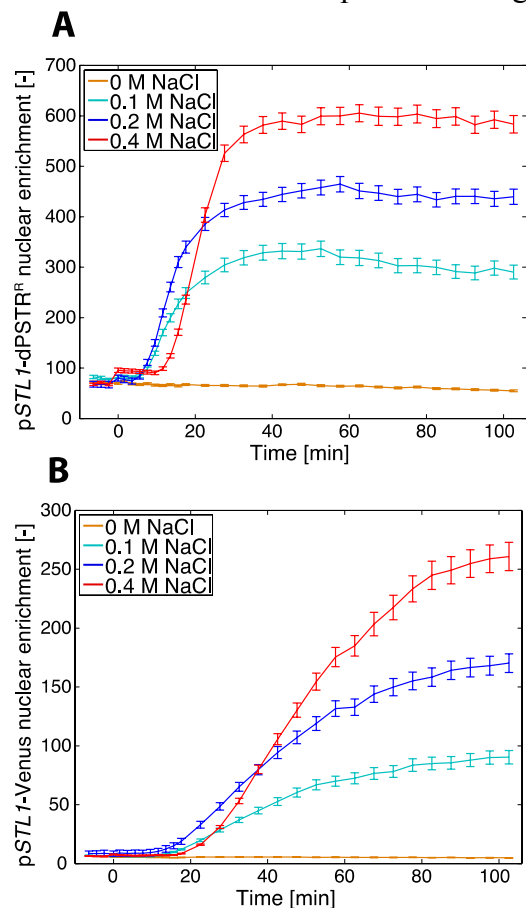 A
700
600
500
400
300
200
100
0
0 M NaCl
0.1 M NaCl
0.2 M NaCl
0.4 M NaCl
pSTL1-dPSTRᴿ nuclear enrichment [-]
0 20 40 60 80 100
Time [min]
B
300
250
200
150
100
50
0
0 M NaCl
0.1 M NaCl
0.2 M NaCl
0.4 M NaCl
pSTL1-Venus nuclear enrichment [-]
0 20 40 60 80 100
Time [min]